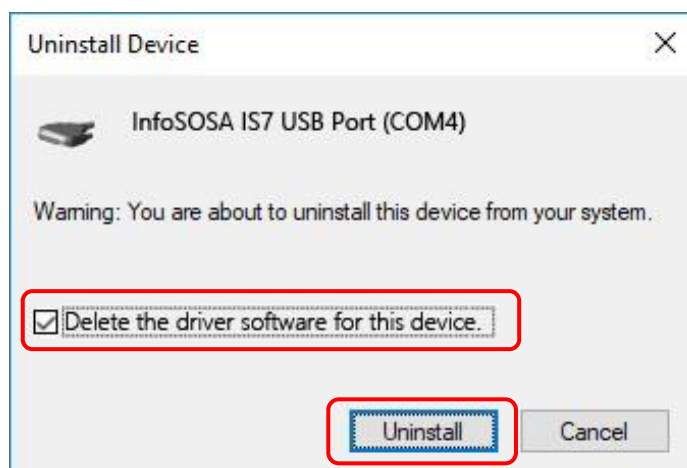 Uninstall Device
InfoSOSA IS7 USB Port (COM4)
Warning: You are about to uninstall this device from your system.
Delete the driver software for this device.
Uninstall
Cancel